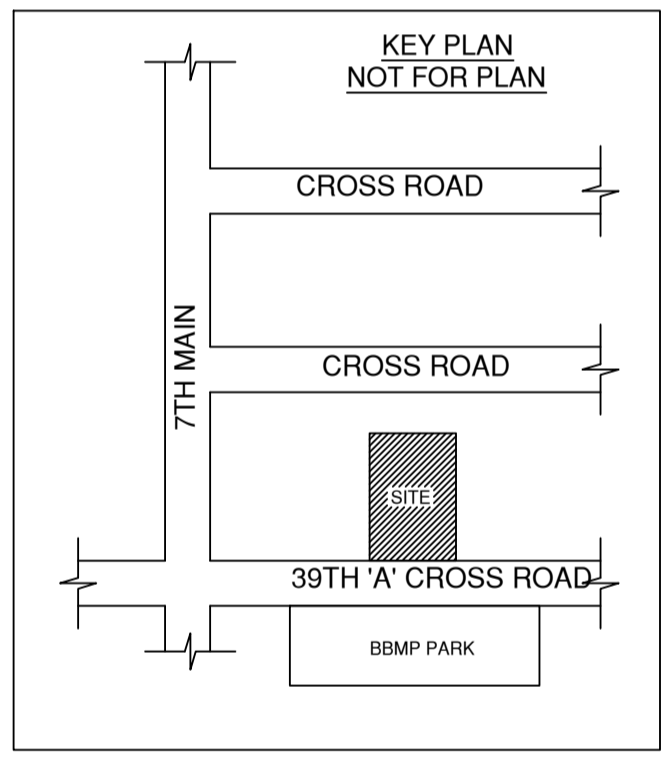 KEY PLAN
NOT FOR PLAN
CROSS ROAD
CROSS ROAD
7TH MAIN
SITE
39TH 'A' CROSS ROAD
BBMP PARK